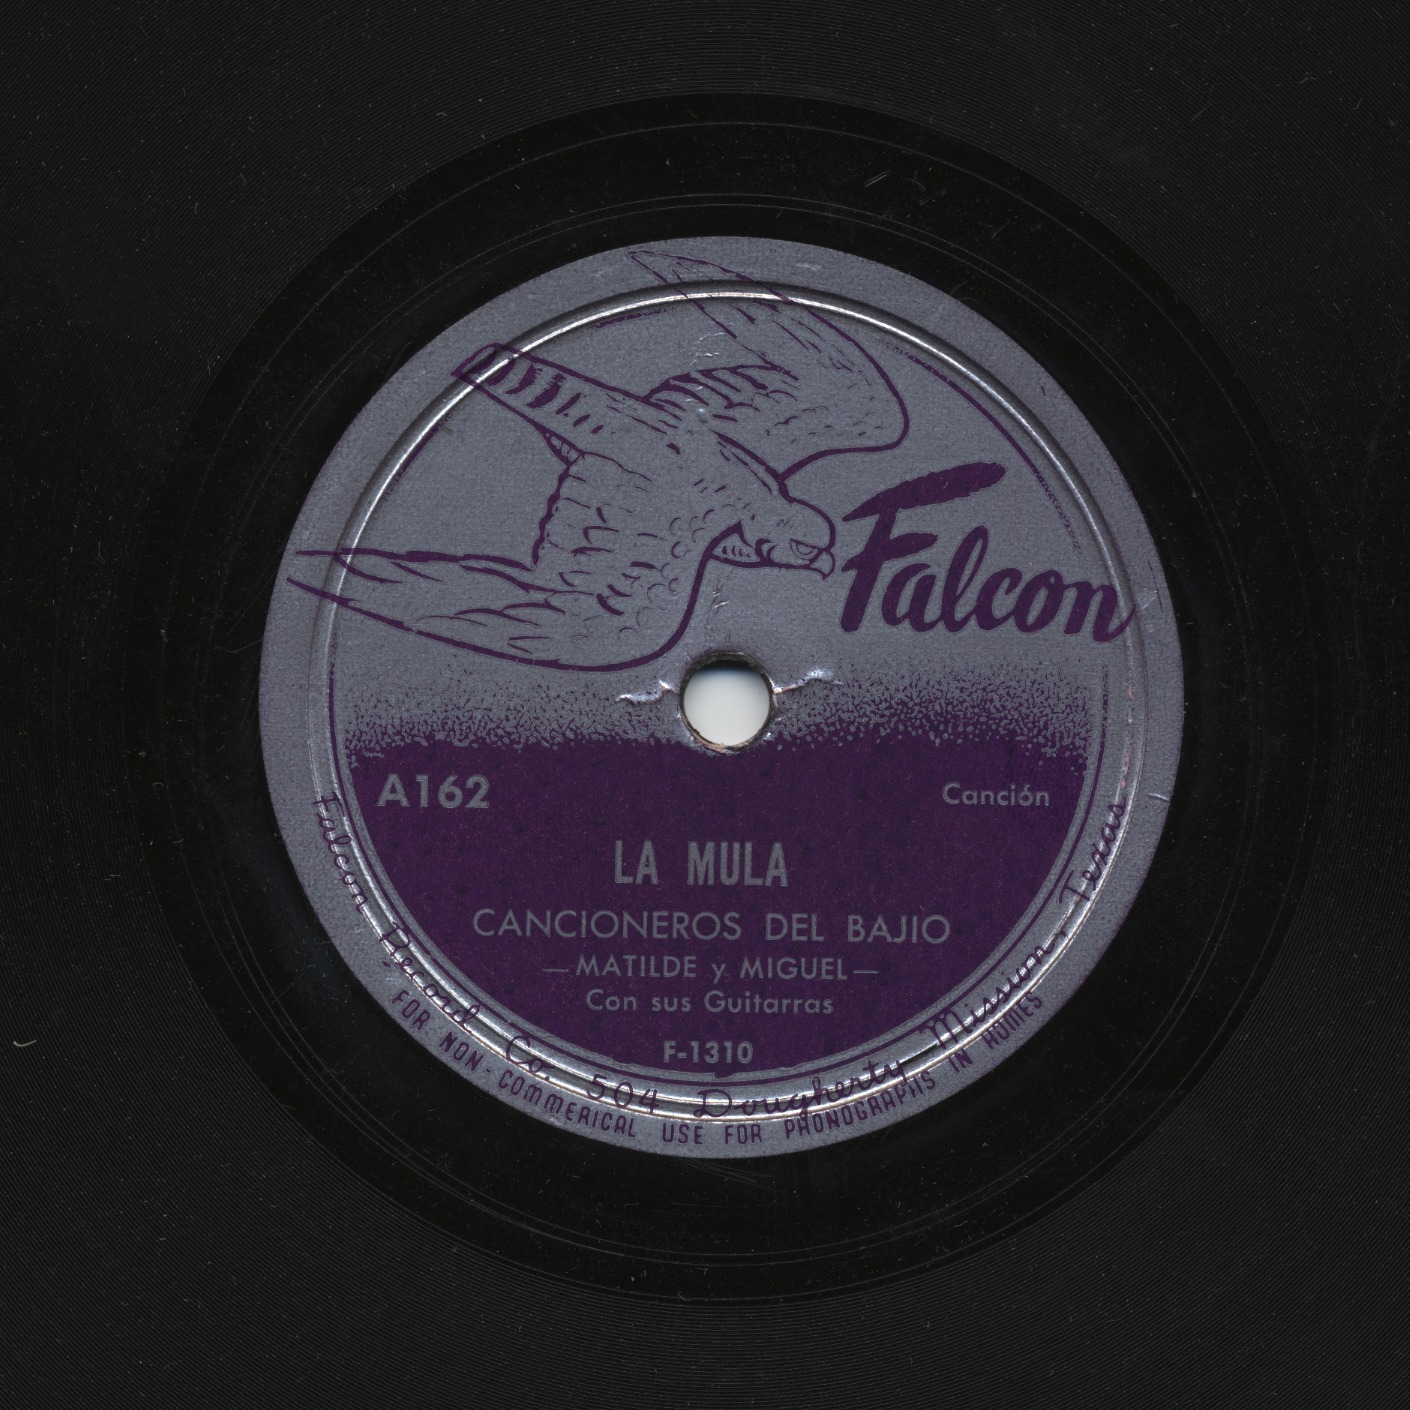 Falcon
A162
Canción
LA MULA
CANCIONEROS DEL BAJIO
—MATILDE y MIGUEL—
Con sus Guitarras
F-1310
Falcon Record Co. 504 Dougherty Mission, Texas
FOR NON-COMMERICAL USE FOR PHONOGRAPHS IN HOMES